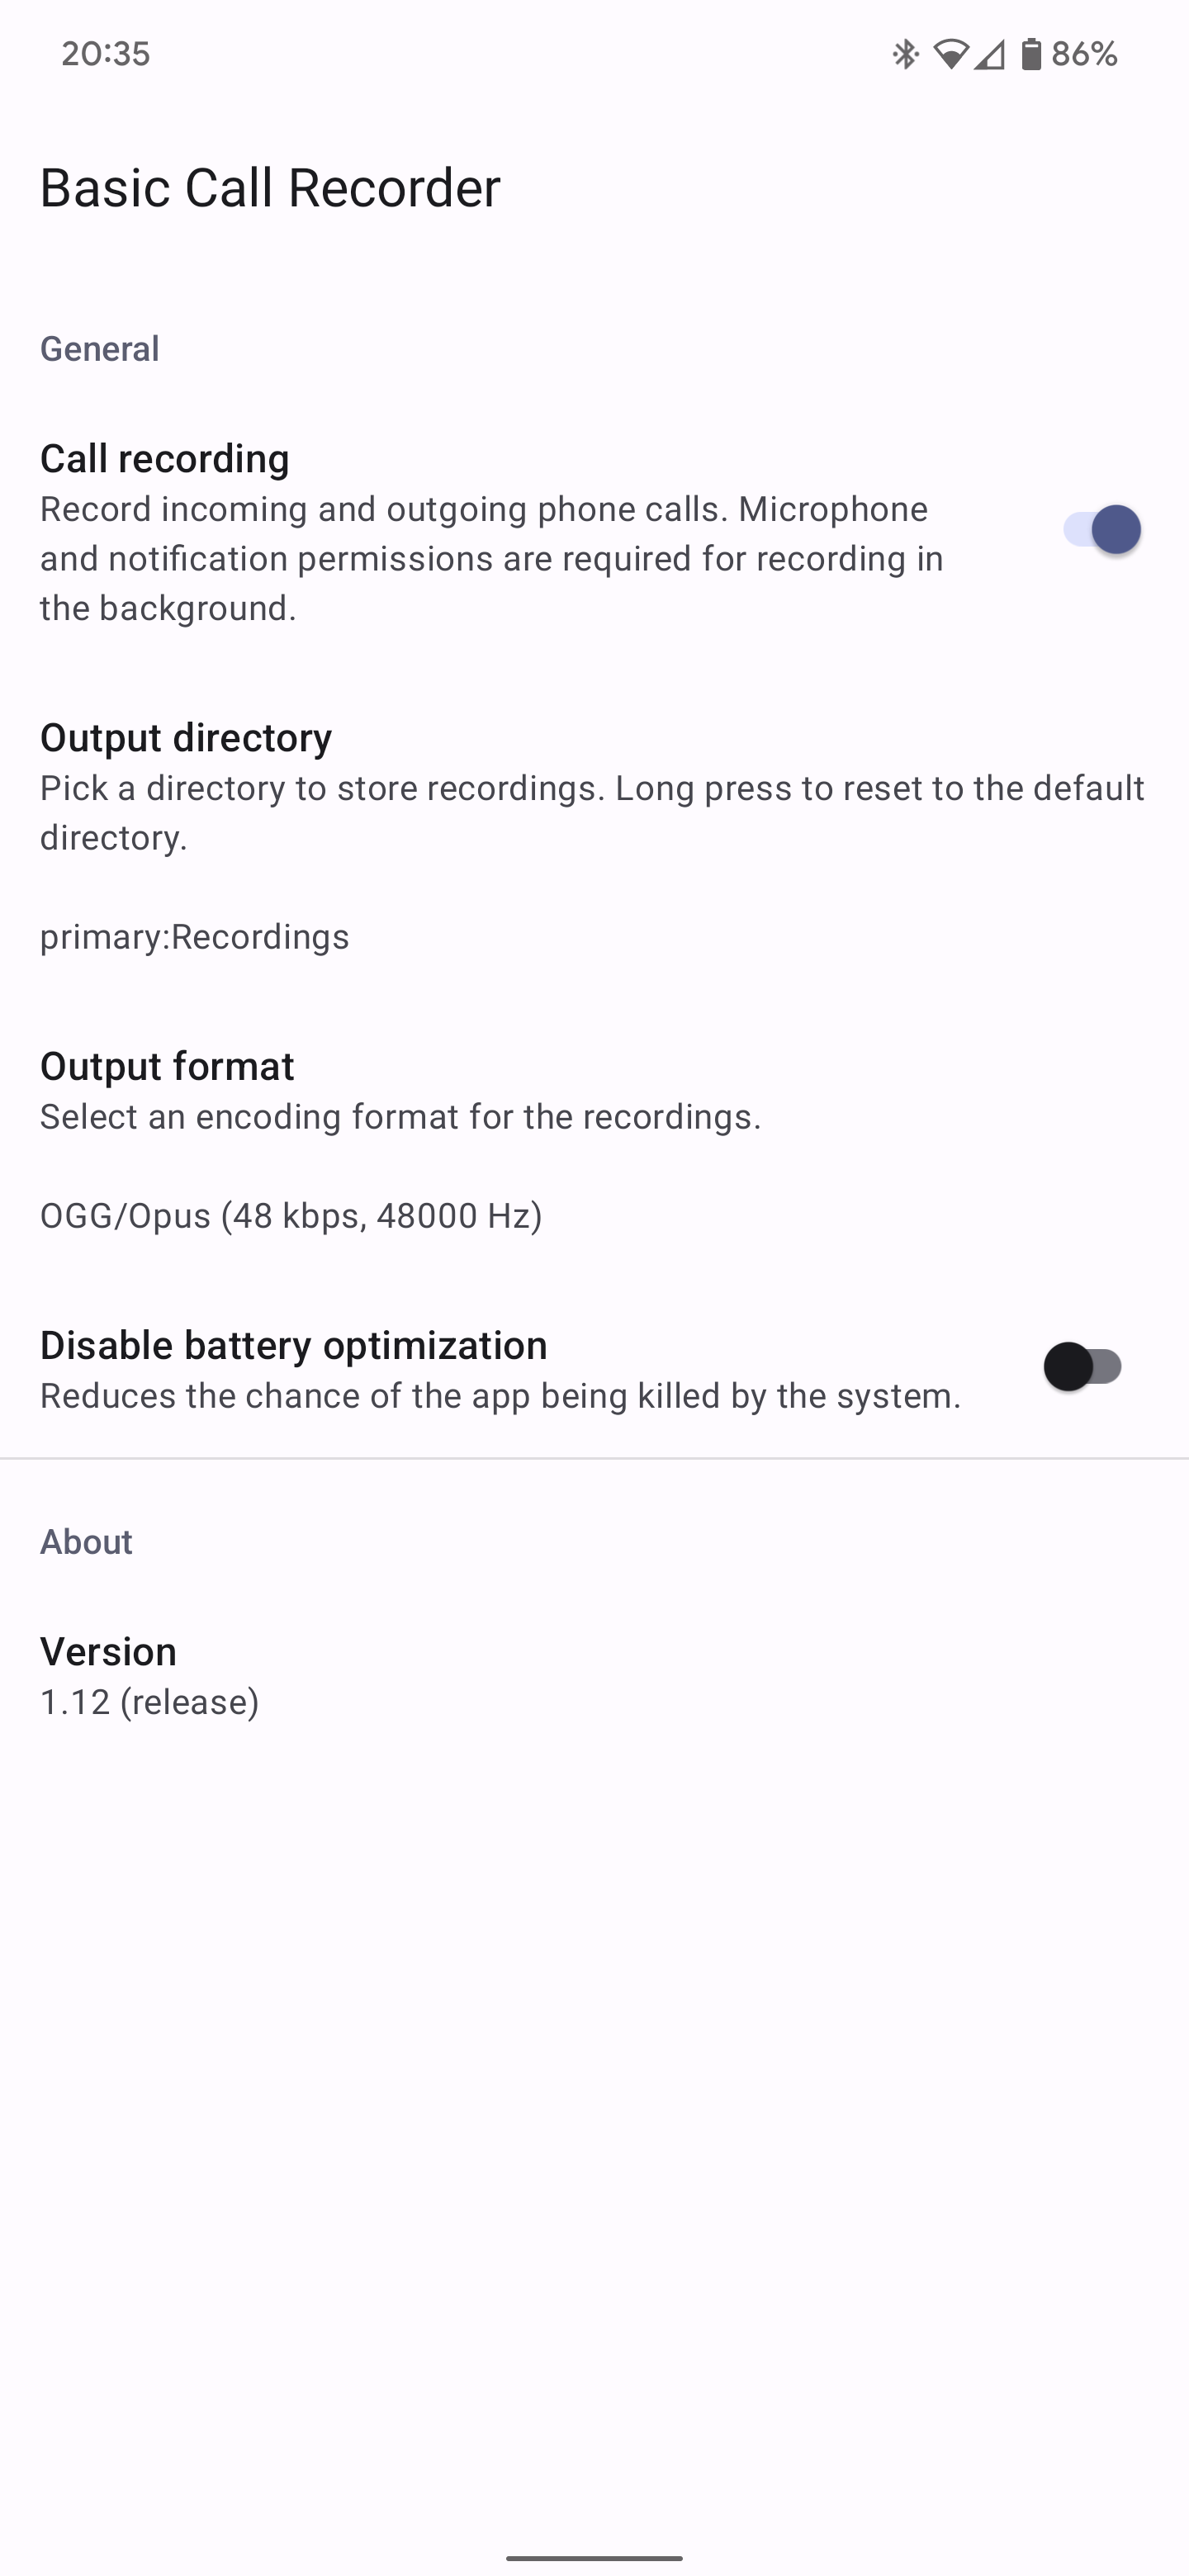 20:35
86%
Basic Call Recorder
General
Call recording
Record incoming and outgoing phone calls. Microphone
and notification permissions are required for recording in
the background.
Output directory
Pick a directory to store recordings. Long press to reset to the default
directory.
primary:Recordings
Output format
Select an encoding format for the recordings.
OGG/Opus (48 kbps, 48000 Hz)
Disable battery optimization
Reduces the chance of the app being killed by the system.
About
Version
1.12 (release)